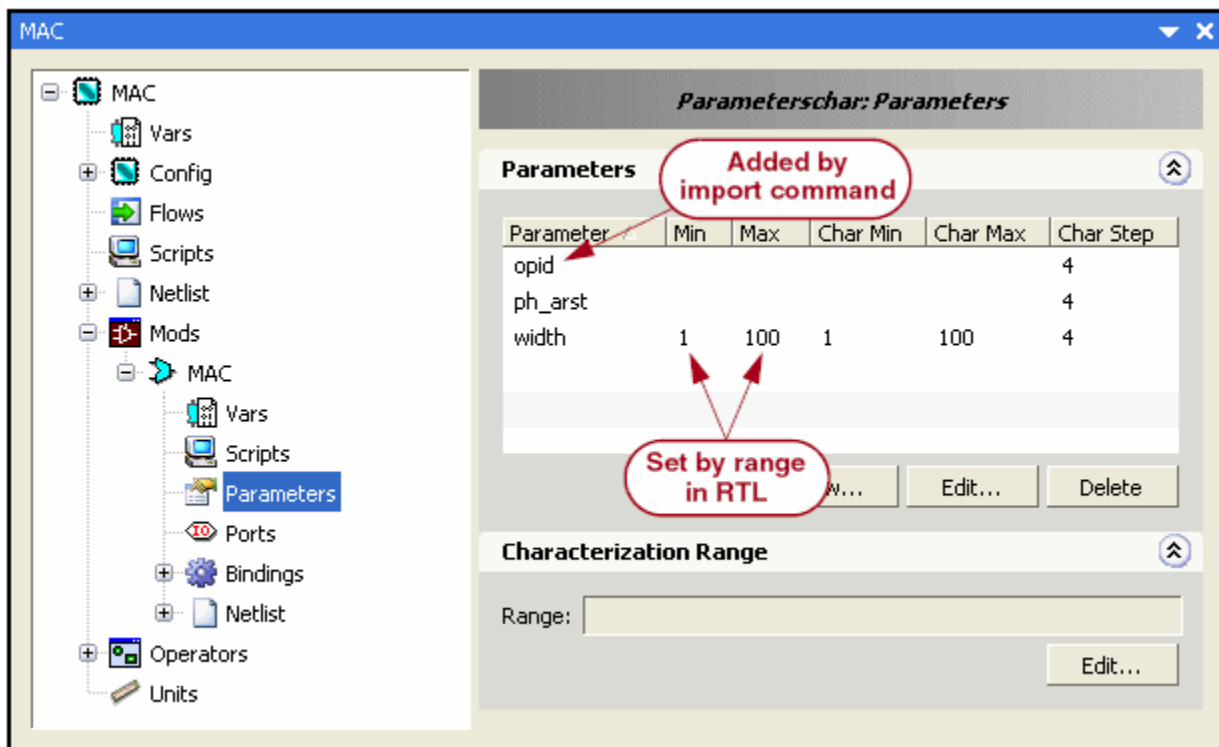 MAC
MAC
Vars
Config
Flows
Scripts
Netlist
Mods
MAC
Vars
Scripts
Parameters
Ports
Bindings
Netlist
Operators
Units
Parameterschar: Parameters
Parameters
Added by
import command
Parameter Min Max Char Min Char Max Char Step
opid 4
ph_arst 4
width 1 100 1 100 4
Set by range
in RTL
w... Edit... Delete
Characterization Range
Range:
Edit...